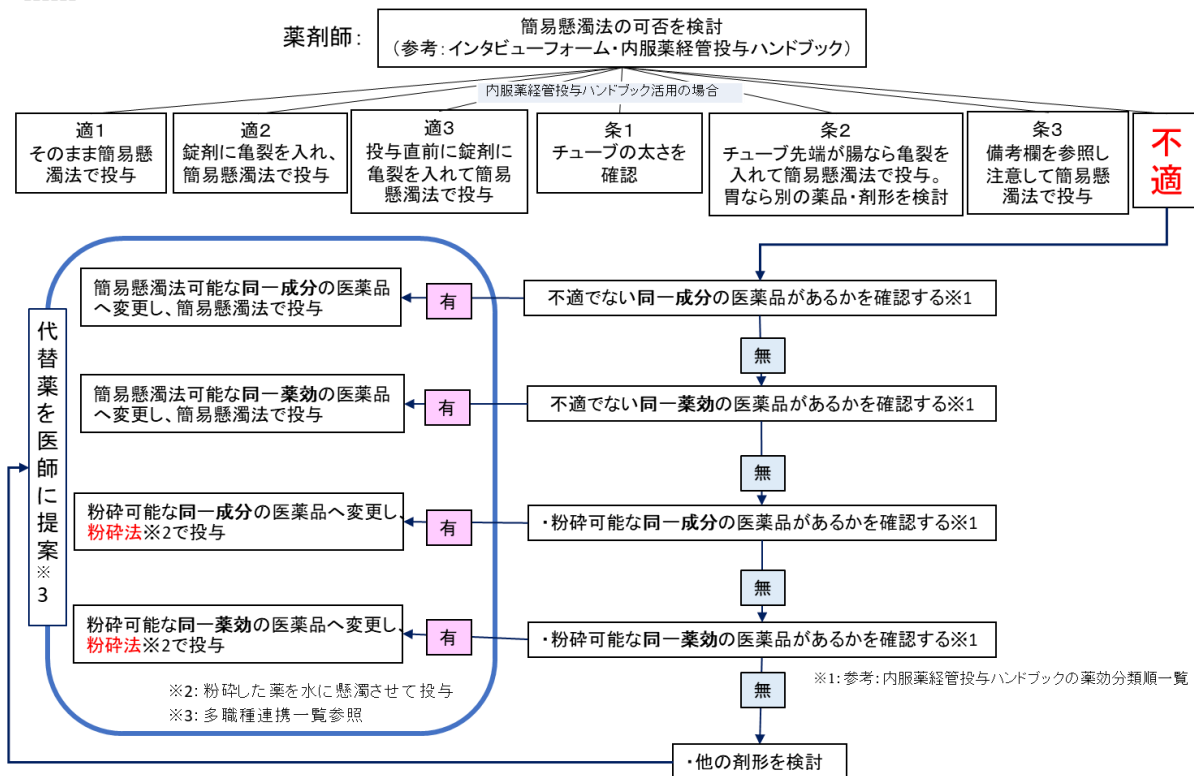 薬剤師：
簡易懸濁法の可否を検討
（参考：インタビューフォーム・内服薬経管投与ハンドブック）
内服薬経管投与ハンドブック活用の場合
適１
そのまま簡易懸
濁法で投与
適２
錠剤に亀裂を入れ、
簡易懸濁法で投与
適３
投与直前に錠剤に
亀裂を入れて簡易
懸濁法で投与
条１
チューブの太さを
確認
条２
チューブ先端が腸なら亀裂を
入れて簡易懸濁法で投与。
胃なら別の薬品・剤形を検討
条３
備考欄を参照し
注意して簡易懸
濁法で投与
不適
不適でない同一成分の医薬品があるかを確認する※1
有
簡易懸濁法可能な同一成分の医薬品
へ変更し、簡易懸濁法で投与
無
不適でない同一薬効の医薬品があるかを確認する※1
有
簡易懸濁法可能な同一薬効の医薬品
へ変更し、簡易懸濁法で投与
無
・粉砕可能な同一成分の医薬品があるかを確認する※1
有
粉砕可能な同一成分の医薬品へ変更し、
粉砕法※2で投与
無
・粉砕可能な同一薬効の医薬品があるかを確認する※1
有
粉砕可能な同一薬効の医薬品へ変更し、
粉砕法※2で投与
無
・他の剤形を検討
代替薬を医師に提案※3
※1：参考：内服薬経管投与ハンドブックの薬効分類順一覧
※2：粉砕した薬を水に懸濁させて投与
※3：多職種連携一覧参照